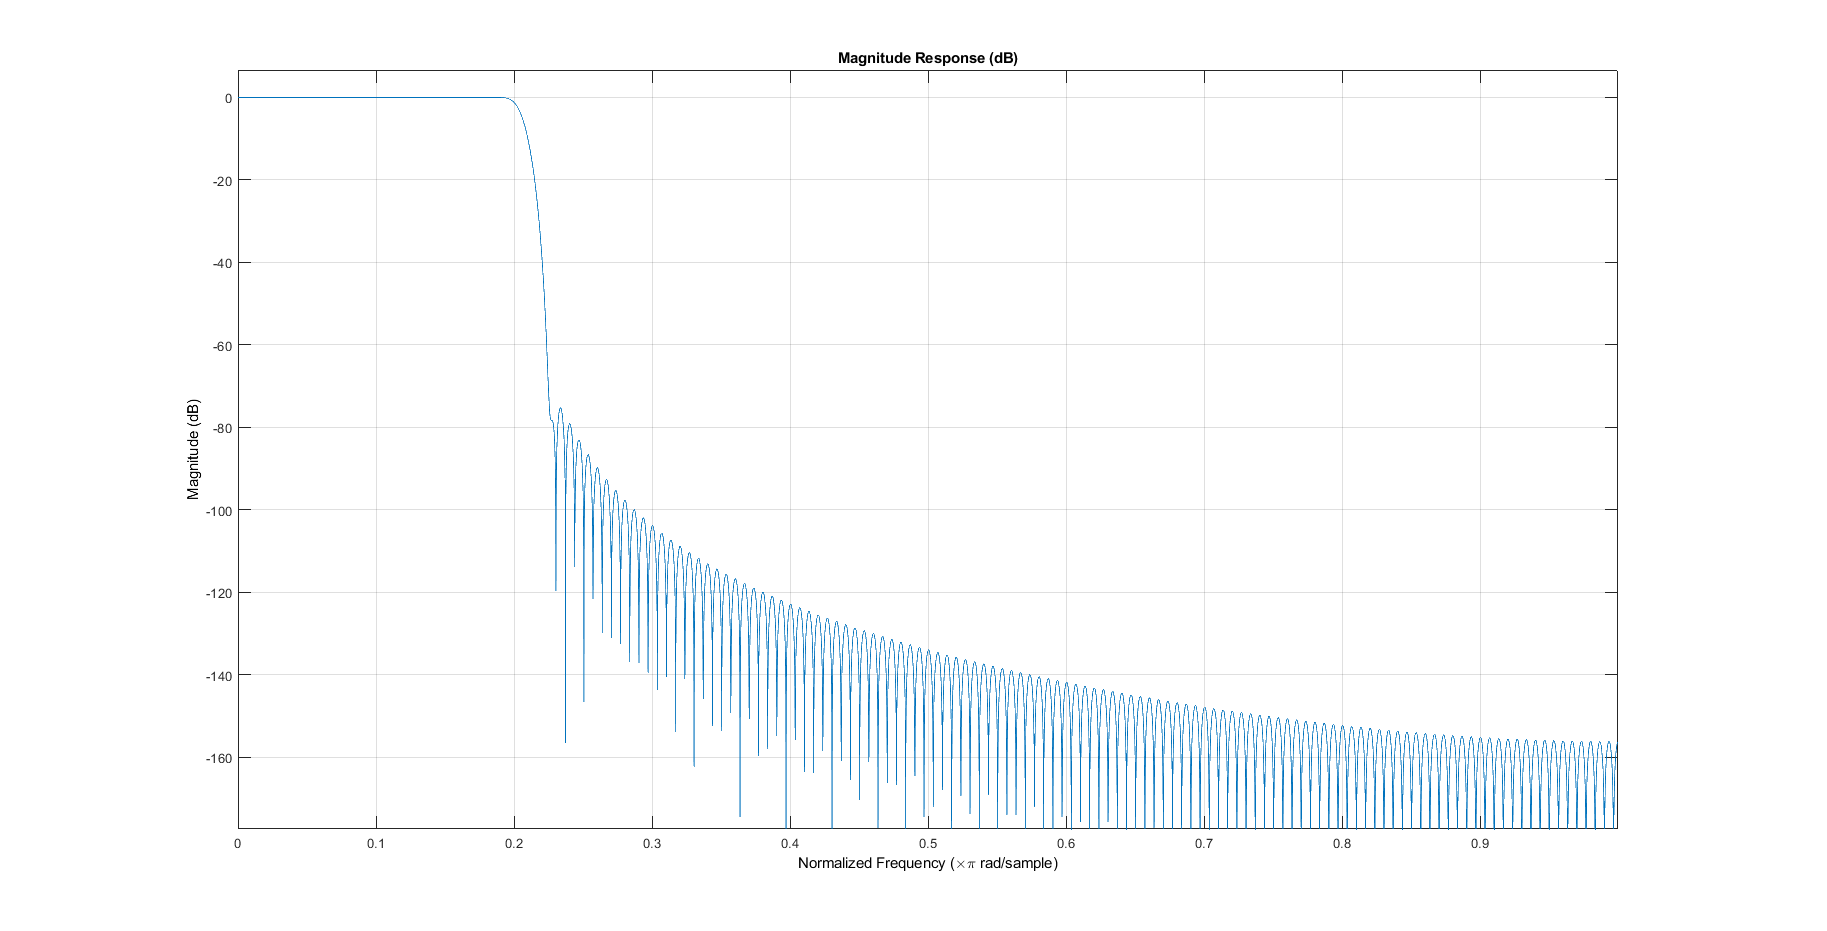 Magnitude Response (dB)
0
-20
-40
-60
-80
-100
-120
-140
-160
Magnitude (dB)
0 0.1 0.2 0.3 0.4 0.5 0.6 0.7 0.8 0.9
Normalized Frequency (×π rad/sample)